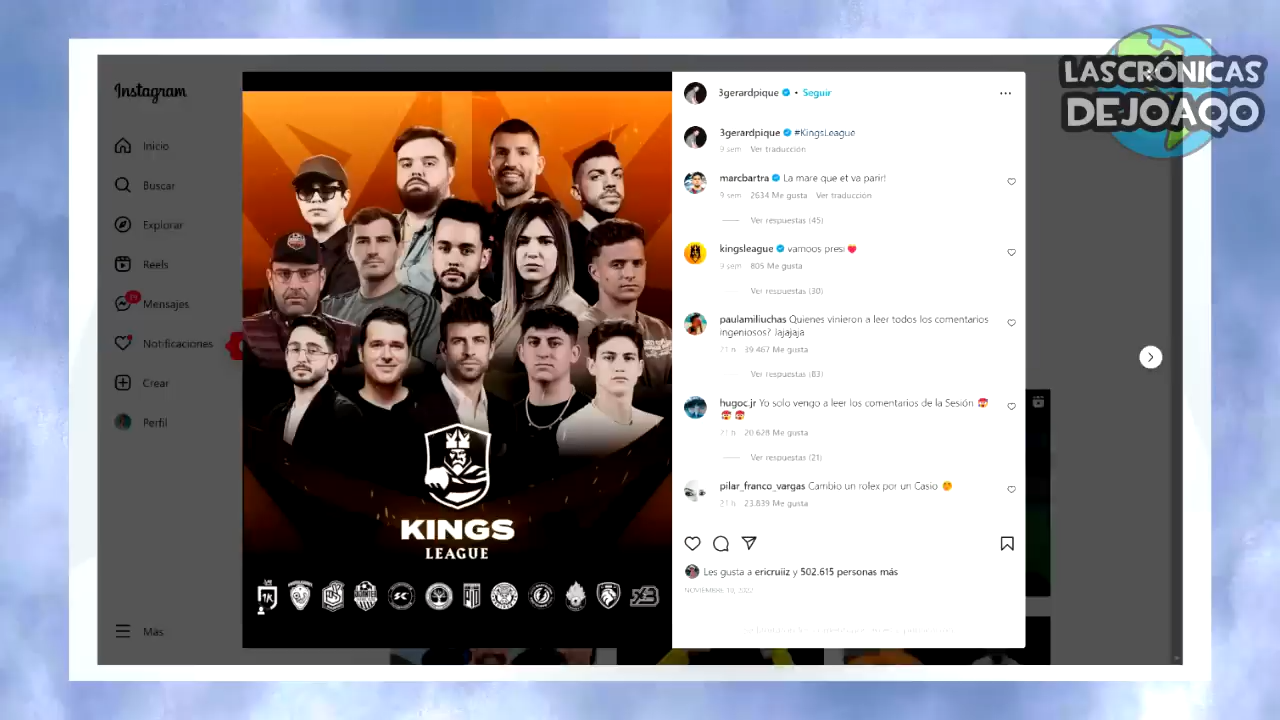 LAS CRÓNICAS
DE JOAQO
Instagram
Inicio
Buscar
Explorar
Reels
19
Mensajes
Notificaciones
Crear
Perfil
Más
KINGS
LEAGUE
3gerardpique • Seguir
3gerardpique #KingsLeague
9 sem Ver traducción
marcbartra La mare que et va parir!
9 sem 2634 Me gusta Ver traducción
Ver respuestas (45)
kingsleague vamoos presi
9 sem 805 Me gusta
Ver respuestas (30)
paulamiliuchas Quienes vinieron a leer todos los comentarios
ingeniosos? Jajajaja
21 h 39.467 Me gusta
Ver respuestas (83)
hugoc.jr Yo solo vengo a leer los comentarios de la Sesión
21 h 20.628 Me gusta
Ver respuestas (21)
pilar_franco_vargas Cambio un rolex por un Casio
21 h 23.839 Me gusta
Les gusta a ericruiiz y 502.615 personas más